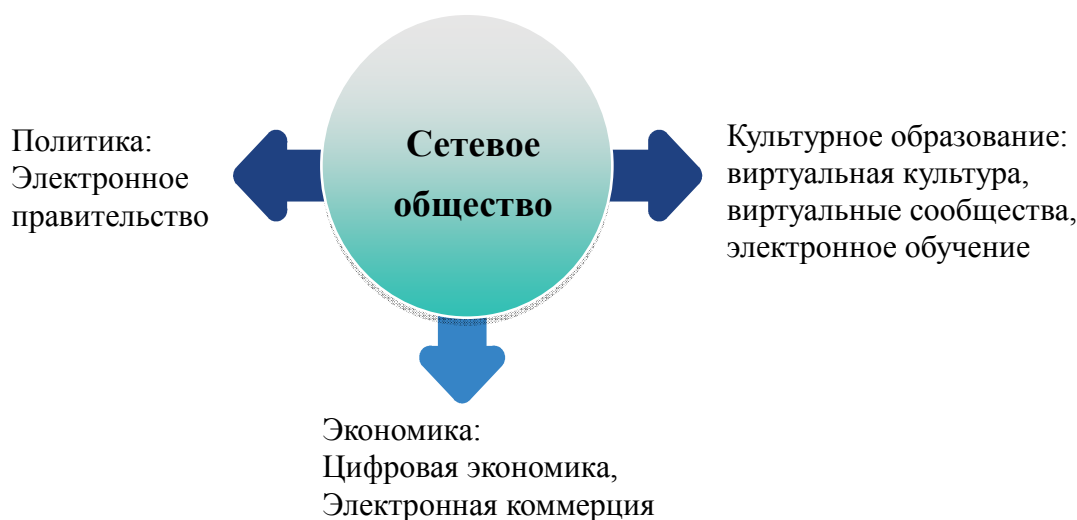 Сетевое
общество
Политика:
Электронное
правительство
Культурное образование:
виртуальная культура,
виртуальные сообщества,
электронное обучение
Экономика:
Цифровая экономика,
Электронная коммерция